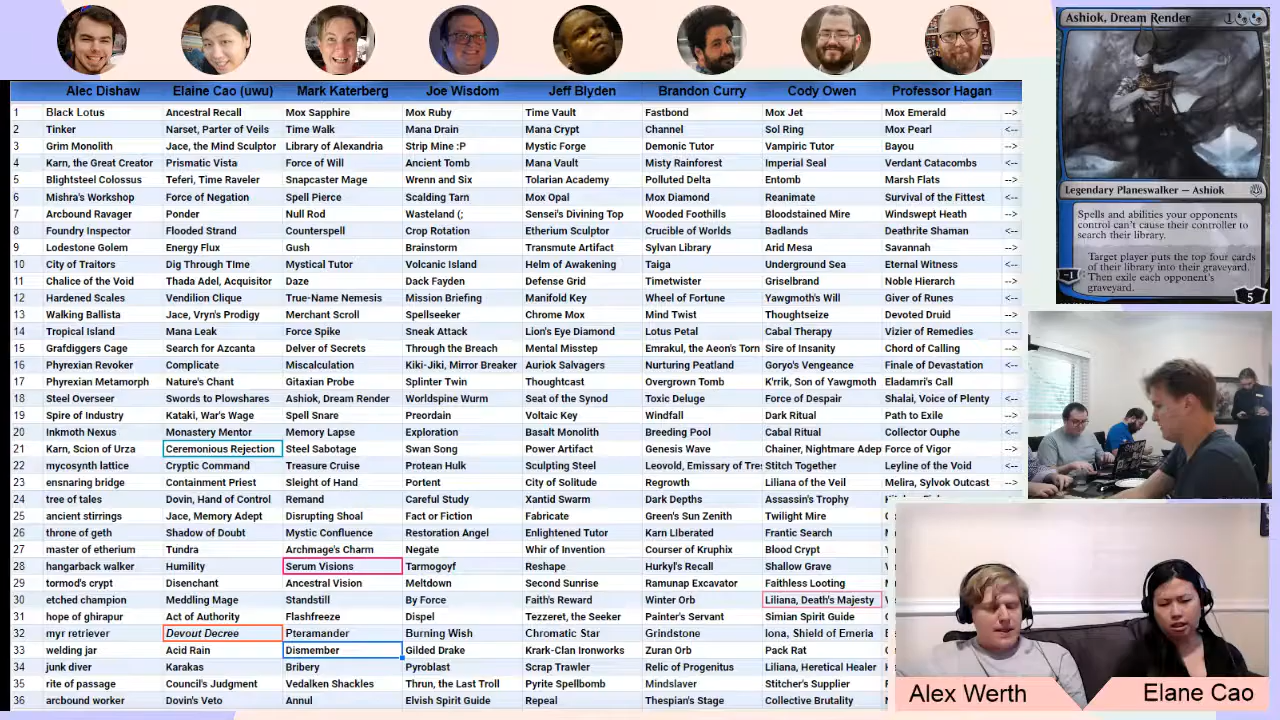 Alec Dishaw Elaine Cao (uwu) Mark Katerberg Joe Wisdom Jeff Blyden Brandon Curry Cody Owen Professor Hagan
1 Black Lotus Ancestral Recall Mox Sapphire Mox Ruby Time Vault Fastbond Mox Jet Mox Emerald -->
2 Tinker Narset, Parter of Veils Time Walk Mana Drain Mana Crypt Channel Sol Ring Mox Pearl <--
3 Grim Monolith Jace, the Mind Sculptor Library of Alexandria Strip Mine :P Mystic Forge Demonic Tutor Vampiric Tutor Bayou -->
4 Karn, the Great Creator Prismatic Vista Force of Will Ancient Tomb Mana Vault Misty Rainforest Imperial Seal Verdant Catacombs <--
5 Blightsteel Colossus Teferi, Time Raveler Snapcaster Mage Wrenn and Six Tolarian Academy Polluted Delta Entomb Marsh Flats -->
6 Mishra's Workshop Force of Negation Spell Pierce Scalding Tarn Mox Opal Mox Diamond Reanimate Survival of the Fittest <--
7 Arcbound Ravager Ponder Null Rod Wasteland (; Sensei's Divining Top Wooded Foothills Bloodstained Mire Windswept Heath -->
8 Foundry Inspector Flooded Strand Counterspell Crop Rotation Etherium Sculptor Crucible of Worlds Badlands Deathrite Shaman <--
9 Lodestone Golem Energy Flux Gush Brainstorm Transmute Artifact Sylvan Library Arid Mesa Savannah -->
10 City of Traitors Dig Through TIme Mystical Tutor Volcanic Island Helm of Awakening Taiga Underground Sea Eternal Witness <--
11 Chalice of the Void Thada Adel, Acquisitor Daze Dack Fayden Defense Grid Timetwister Griselbrand Noble Hierarch -->
12 Hardened Scales Vendilion Clique True-Name Nemesis Mission Briefing Manifold Key Wheel of Fortune Yawgmoth's Will Giver of Runes <--
13 Walking Ballista Jace, Vryn's Prodigy Merchant Scroll Spellseeker Chrome Mox Mind Twist Thoughtseize Devoted Druid -->
14 Tropical Island Mana Leak Force Spike Sneak Attack Lion's Eye Diamond Lotus Petal Cabal Therapy Vizier of Remedies <--
15 Grafdiggers Cage Search for Azcanta Delver of Secrets Through the Breach Mental Misstep Emrakul, the Aeon's Torn Sire of Insanity Chord of Calling -->
16 Phyrexian Revoker Complicate Miscalculation Kiki-Jiki, Mirror Breaker Auriok Salvagers Nurturing Peatland Goryo's Vengeance Finale of Devastation <--
17 Phyrexian Metamorph Nature's Chant Gitaxian Probe Splinter Twin Thoughtcast Overgrown Tomb K'rrik, Son of Yawgmoth Eladamri's Call
18 Steel Overseer Swords to Plowshares Ashiok, Dream Render Worldspine Wurm Seat of the Synod Toxic Deluge Force of Despair Shalai, Voice of Plenty <--
19 Spire of Industry Kataki, War's Wage Spell Snare Preordain Voltaic Key Windfall Dark Ritual Path to Exile -->
20 Inkmoth Nexus Monastery Mentor Memory Lapse Exploration Basalt Monolith Breeding Pool Cabal Ritual Collector Ouphe <--
21 Karn, Scion of Urza Ceremonious Rejection Steel Sabotage Swan Song Power Artifact Genesis Wave Chainer, Nightmare Adep Force of Vigor -->
22 mycosynth lattice Cryptic Command Treasure Cruise Protean Hulk Sculpting Steel Leovold, Emissary of Tre Stitch Together Leyline of the Void <--
23 ensnaring bridge Containment Priest Sleight of Hand Portent City of Solitude Regrowth Liliana of the Veil Melira, Sylvok Outcast -->
24 tree of tales Dovin, Hand of Control Remand Careful Study Xantid Swarm Dark Depths Assassin's Trophy
25 ancient stirrings Jace, Memory Adept Disrupting Shoal Fact or Fiction Fabricate Green's Sun Zenith Twilight Mire
26 throne of geth Shadow of Doubt Mystic Confluence Restoration Angel Enlightened Tutor Karn LIberated Frantic Search
27 master of etherium Tundra Archmage's Charm Negate Whir of Invention Courser of Kruphix Blood Crypt
28 hangarback walker Humility Serum Visions Tarmogoyf Reshape Hurkyl's Recall Shallow Grave
29 tormod's crypt Disenchant Ancestral Vision Meltdown Second Sunrise Ramunap Excavator Faithless Looting
30 etched champion Meddling Mage Standstill By Force Faith's Reward Winter Orb Liliana, Death's Majesty
31 hope of ghirapur Act of Authority Flashfreeze Dispel Tezzeret, the Seeker Painter's Servant Simian Spirit Guide
32 myr retriever Devout Decree Pteramander Burning Wish Chromatic Star Grindstone Iona, Shield of Emeria
33 welding jar Acid Rain Dismember Gilded Drake Krark-Clan Ironworks Zuran Orb Pack Rat
34 junk diver Karakas Bribery Pyroblast Scrap Trawler Relic of Progenitus Liliana, Heretical Healer
35 rite of passage Council's Judgment Vedalken Shackles Thrun, the Last Troll Pyrite Spellbomb Mindslaver Stitcher's Supplier
36 arcbound worker Dovin's Veto Annul Elvish Spirit Guide Repeal Thespian's Stage Collective Brutality
Ashiok, Dream Render 1
Legendary Planeswalker — Ashiok
Spells and abilities your opponents
control can't cause their controller to
search their library.
-1 Target player puts the top four cards
of their library into their graveyard.
Then exile each opponent's
graveyard.
5
Alex Werth
Elane Cao